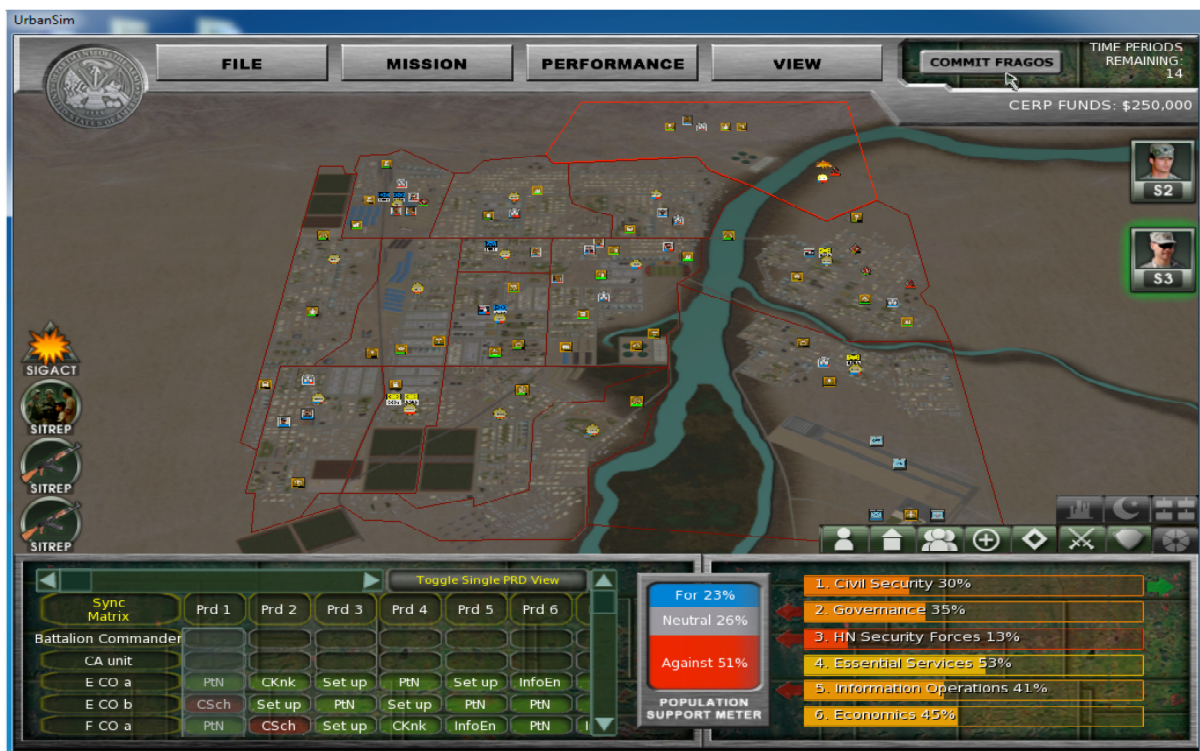 UrbanSim
FILE
MISSION
PERFORMANCE
VIEW
COMMIT FRAGOS
TIME PERIODS
REMAINING:
14
CERP FUNDS: $250,000
S2
S3
SIGACT
SITREP
SITREP
SITREP
Toggle Single PRD View
Sync
Matrix
Prd 1 Prd 2 Prd 3 Prd 4 Prd 5 Prd 6
Battalion Commander
CA unit
E CO a PtN CKnk Set up PtN Set up InfoEn
E CO b CSch Set up PtN Set up PtN PtN
F CO a PtN CSch Set up CKnk InfoEn PtN
For 23%
Neutral 26%
Against 51%
POPULATION
SUPPORT METER
1. Civil Security 30%
2. Governance 35%
3. HN Security Forces 13%
4. Essential Services 53%
5. Information Operations 41%
6. Economics 45%